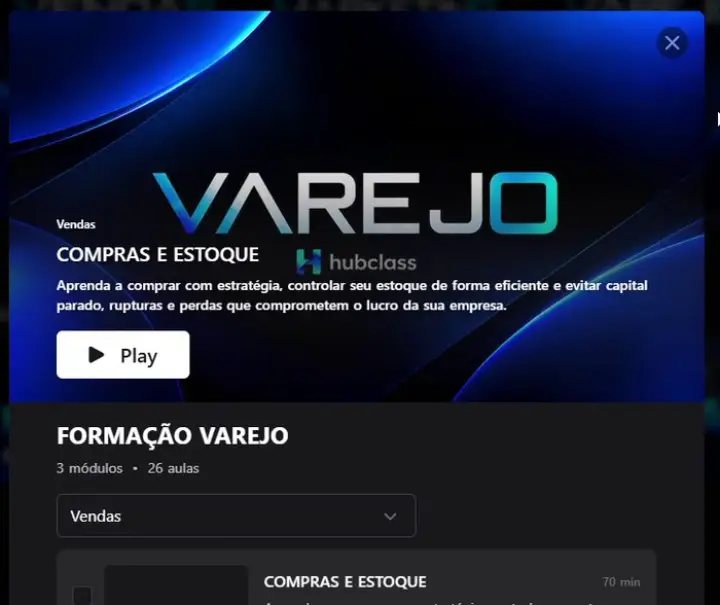 VAREJO
Vendas
COMPRAS E ESTOQUE
hubclass
Aprenda a comprar com estratégia, controlar seu estoque de forma eficiente e evitar capital
parado, rupturas e perdas que comprometem o lucro da sua empresa.
Play
FORMAÇÃO VAREJO
3 módulos • 26 aulas
Vendas
COMPRAS E ESTOQUE
70 min